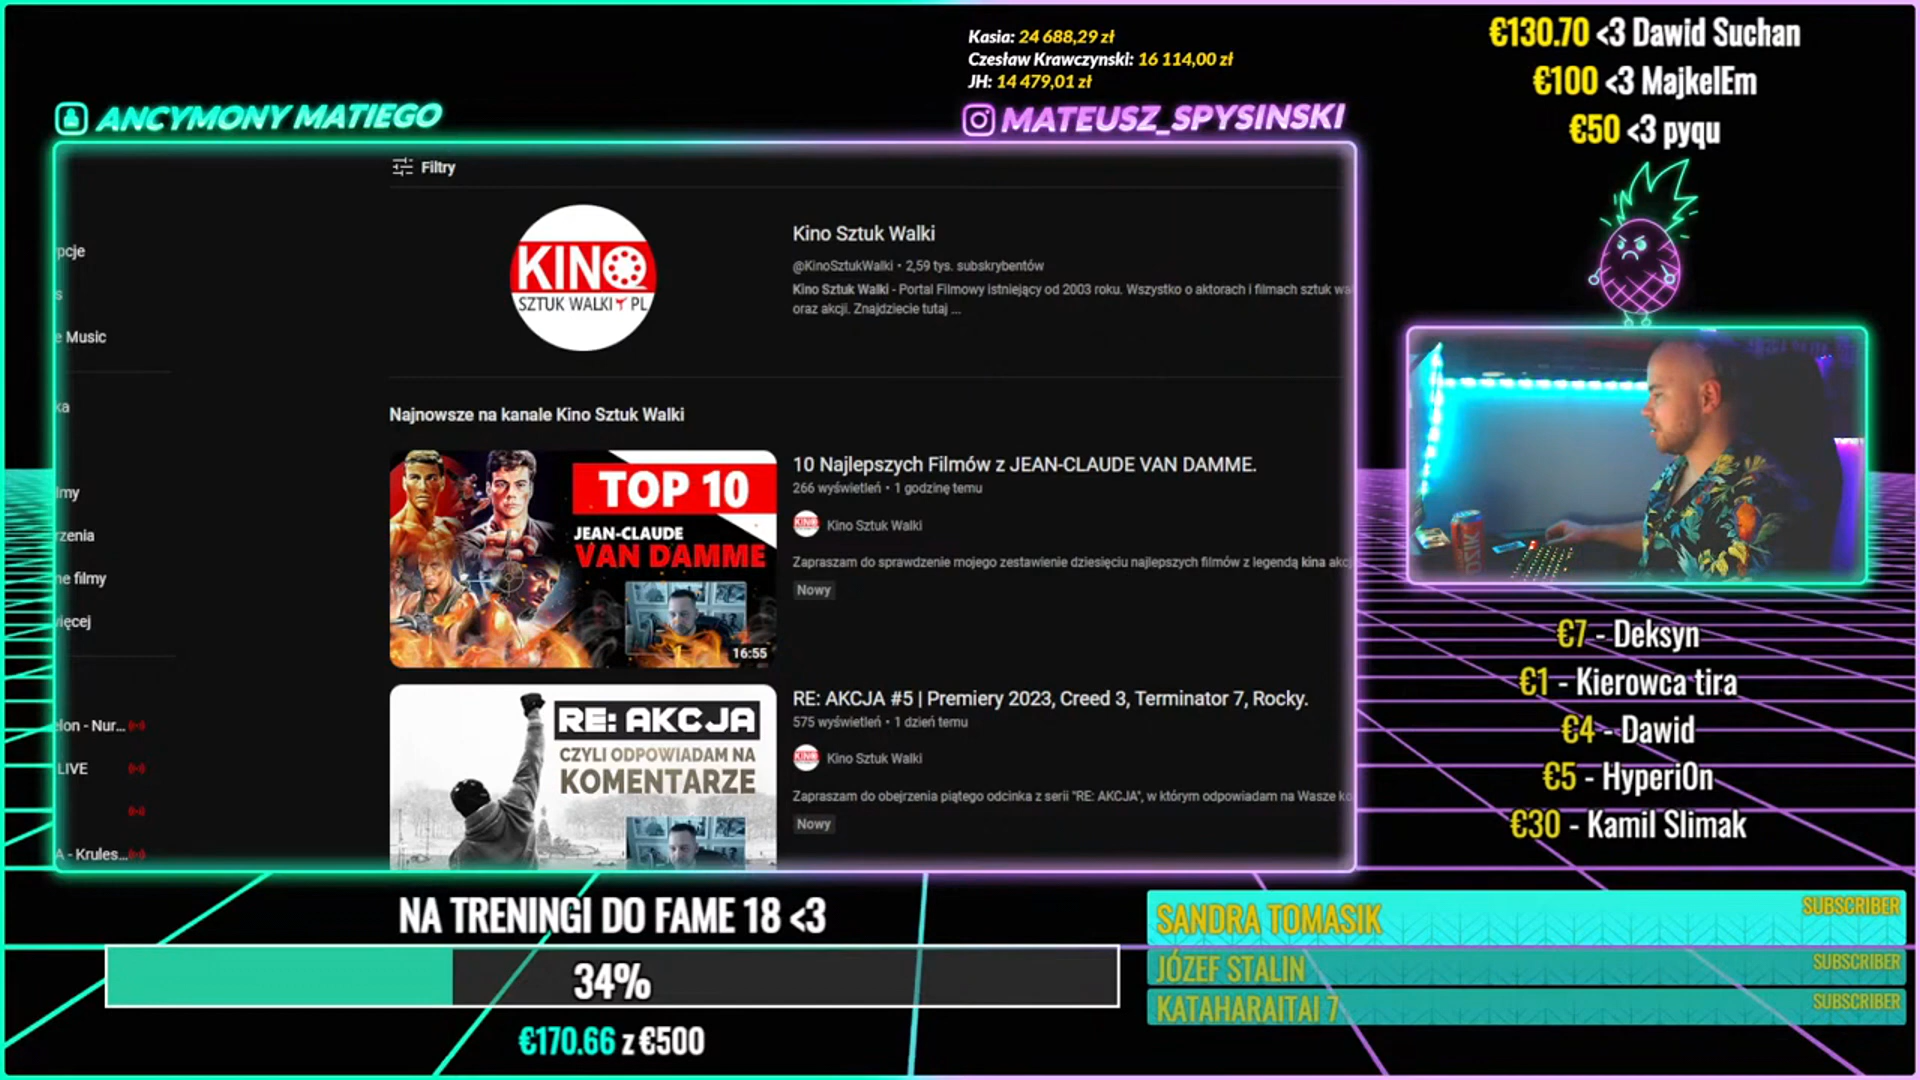 Kasia: 24 688,29 zł
Czesław Krawczynski: 16 114,00 zł
JH: 14 479,01 zł
€130.70 <3 Dawid Suchan
€100 <3 MajkelEm
€50 <3 pyqu
ANCYMONY MATIEGO
MATEUSZ_SPYSINSKI
Filtry
pcje
s
e Music
ka
lmy
rzenia
ne filmy
ięcej
elon - Nur...
LIVE
A - Krules...
KINO
SZTUK WALKI PL
Kino Sztuk Walki
@KinoSztukWalki • 2,59 tys. subskrybentów
Kino Sztuk Walki - Portal Filmowy istniejący od 2003 roku. Wszystko o aktorach i filmach sztuk wa
oraz akcji. Znajdziecie tutaj ...
Najnowsze na kanale Kino Sztuk Walki
TOP 10
JEAN-CLAUDE
VAN DAMME
16:55
10 Najlepszych Filmów z JEAN-CLAUDE VAN DAMME.
266 wyświetleń • 1 godzinę temu
Kino Sztuk Walki
Zapraszam do sprawdzenie mojego zestawienie dziesięciu najlepszych filmów z legendą kina akc
Nowy
RE: AKCJA
CZYLI ODPOWIADAM NA
KOMENTARZE
RE: AKCJA #5 | Premiery 2023, Creed 3, Terminator 7, Rocky.
575 wyświetleń • 1 dzień temu
Kino Sztuk Walki
Zapraszam do obejrzenia piątego odcinka z serii "RE: AKCJA", w którym odpowiadam na Wasze ko
Nowy
€7 - Deksyn
€1 - Kierowca tira
€4 - Dawid
€5 - Hyperi0n
€30 - Kamil Slimak
NA TRENINGI DO FAME 18 <3
34%
€170.66 z €500
SANDRA TOMASIK SUBSCRIBER
JÓZEF STALIN SUBSCRIBER
KATAHARAITAI 7 SUBSCRIBER